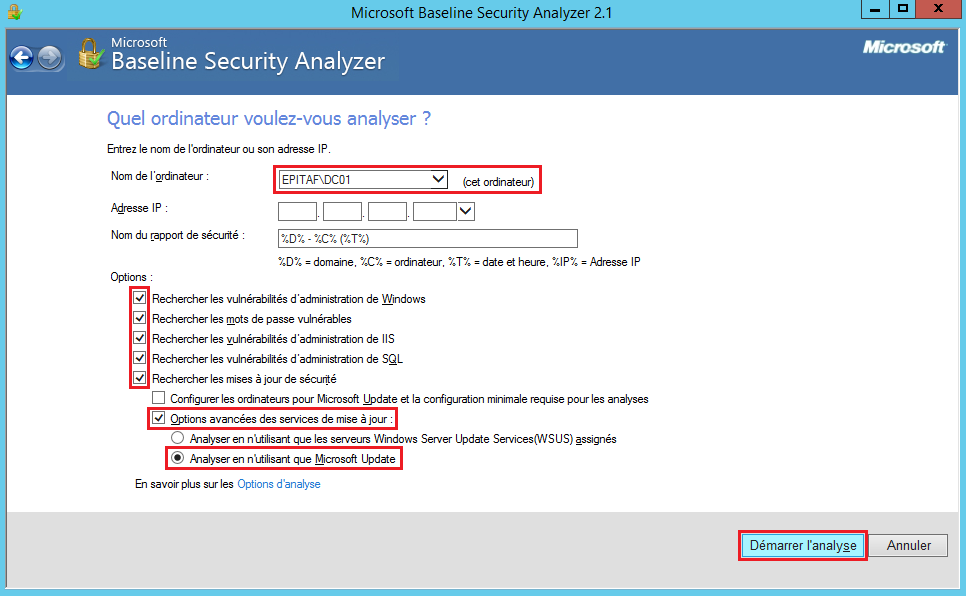 Microsoft Baseline Security Analyzer 2.1
Microsoft
Baseline Security Analyzer
Microsoft
Quel ordinateur voulez-vous analyser ?
Entrez le nom de l'ordinateur ou son adresse IP.
Nom de l'ordinateur :
EPITAF\DC01
(cet ordinateur)
Adresse IP :
Nom du rapport de sécurité :
%D% - %C% (%T%)
%D% = domaine, %C% = ordinateur, %T% = date et heure, %IP% = Adresse IP
Options :
Rechercher les vulnérabilités d'administration de Windows
Rechercher les mots de passe vulnérables
Rechercher les vulnérabilités d'administration de IIS
Rechercher les vulnérabilités d'administration de SQL
Rechercher les mises à jour de sécurité
Configurer les ordinateurs pour Microsoft Update et la configuration minimale requise pour les analyses
Options avancées des services de mise à jour :
Analyser en n'utilisant que les serveurs Windows Server Update Services(WSUS) assignés
Analyser en n'utilisant que Microsoft Update
En savoir plus sur les Options d'analyse
Démarrer l'analyse
Annuler